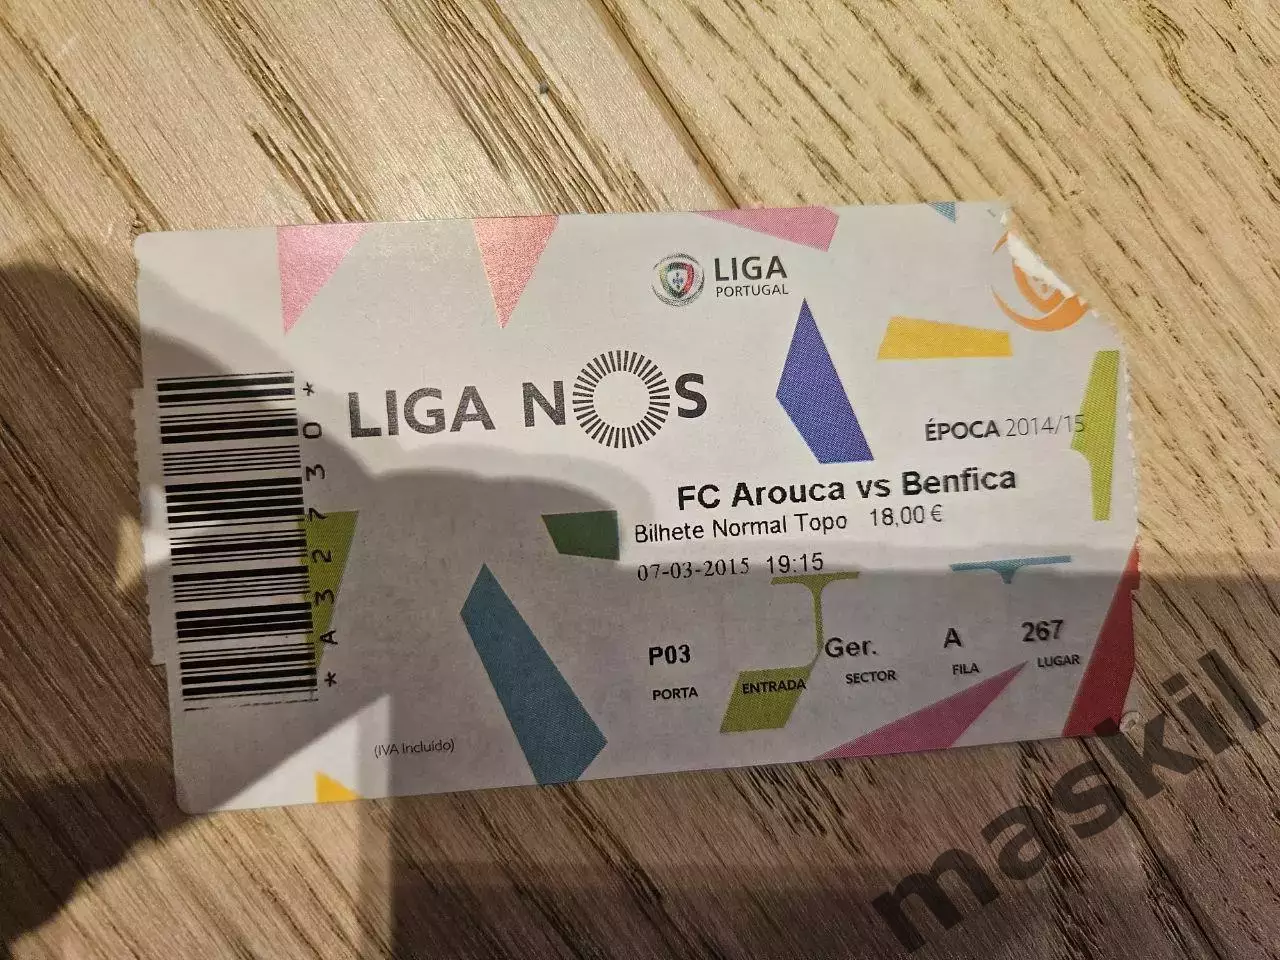 LIGA
PORTUGAL
LIGA NOS
ÉPOCA 2014/15
FC Arouca vs Benfica
Bilhete Normal Topo 18,00 €
07-03-2015 19:15
P03 Ger. A 267
PORTA ENTRADA SECTOR FILA LUGAR
(IVA Incluído)
*A327730*
maskil